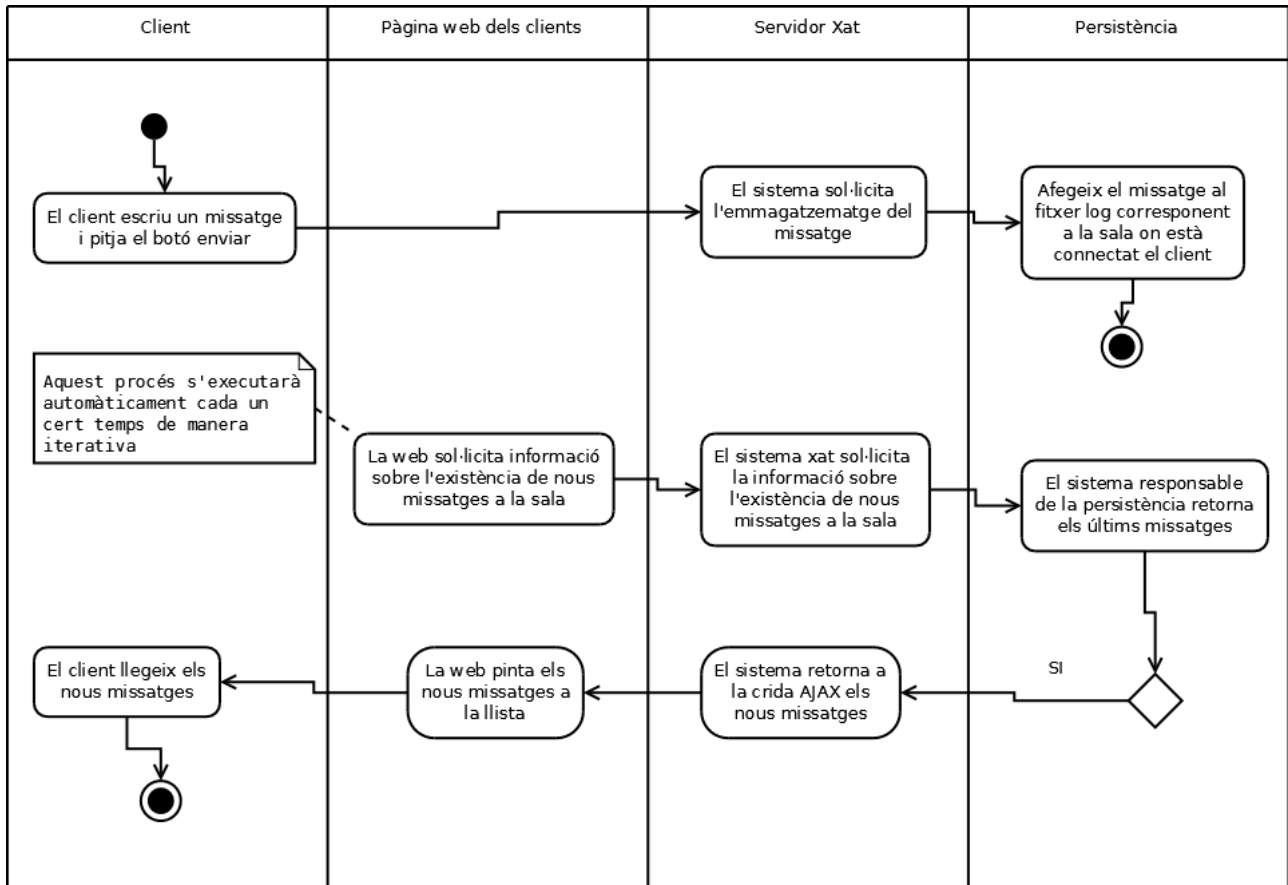 Client
Pàgina web dels clients
Servidor Xat
Persistència
El client escriu un missatge
i pitja el botó enviar
El sistema sol·licita
l'emmagatzematge del
missatge
Afegeix el missatge al
fitxer log corresponent
a la sala on està
connectat el client
Aquest procés s'executarà
automàticament cada un
cert temps de manera
iterativa
La web sol·licita informació
sobre l'existència de nous
missatges a la sala
El sistema xat sol·licita
la informació sobre
l'existència de nous
missatges a la sala
El sistema responsable
de la persistència retorna
els últims missatges
El client llegeix els
nous missatges
La web pinta els
nous missatges a
la llista
El sistema retorna a
la crida AJAX els
nous missatges
SI